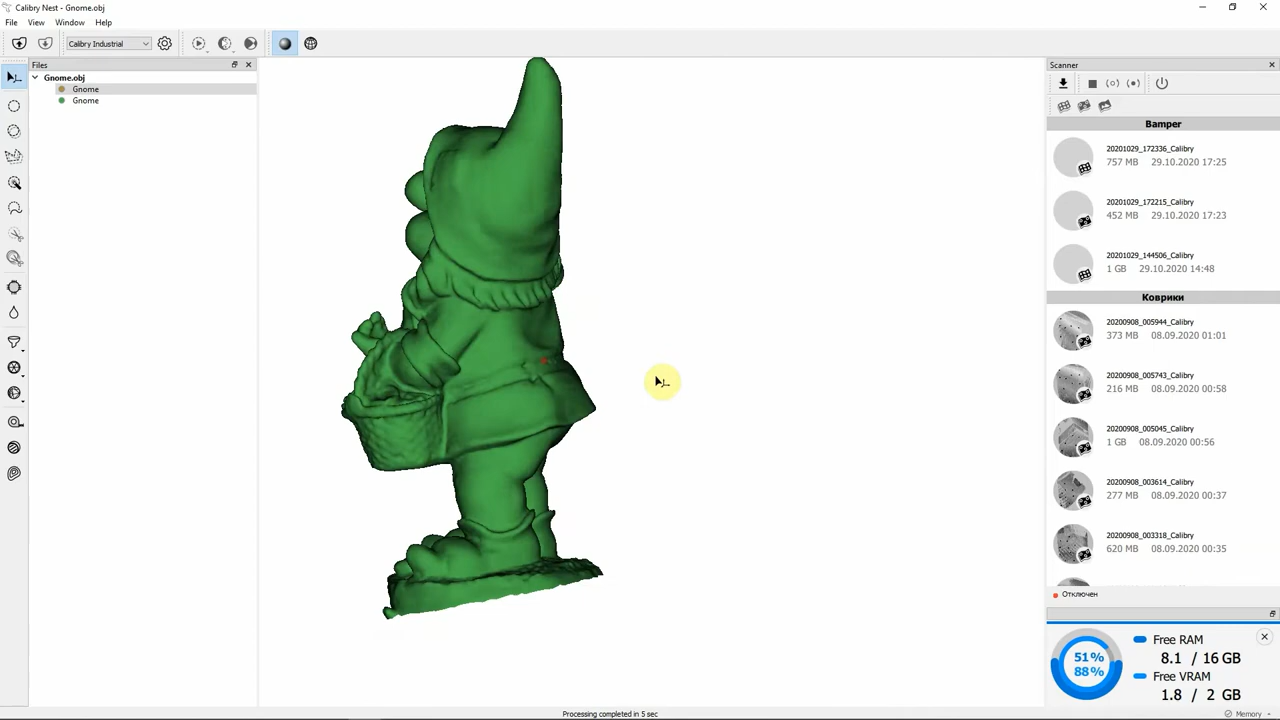 Calibry Nest - Gnome.obj
File View Window Help
Calibry Industrial
Files
Gnome.obj
Gnome
Gnome
Scanner
Bamper
20201029_172336_Calibry
757 MB 29.10.2020 17:25
20201029_172215_Calibry
452 MB 29.10.2020 17:23
20201029_144506_Calibry
1 GB 29.10.2020 14:48
Коврики
20200908_005944_Calibry
373 MB 08.09.2020 01:01
20200908_005743_Calibry
216 MB 08.09.2020 00:58
20200908_005045_Calibry
1 GB 08.09.2020 00:56
20200908_003614_Calibry
277 MB 08.09.2020 00:37
20200908_003318_Calibry
620 MB 08.09.2020 00:35
Отключен
51%
88%
Free RAM
8.1 / 16 GB
Free VRAM
1.8 / 2 GB
Processing completed in 5 sec
Memory